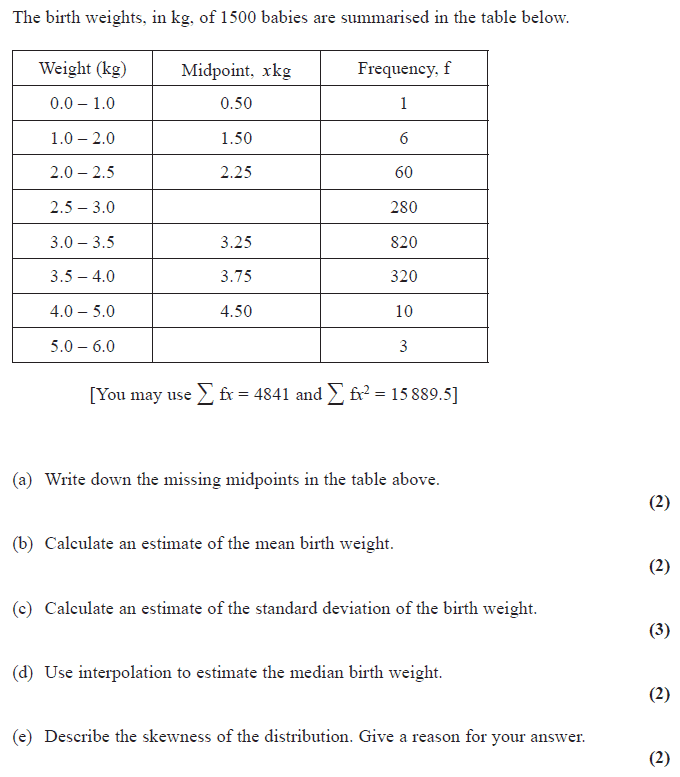 The birth weights, in kg, of 1500 babies are summarised in the table below.
Weight (kg) Midpoint, xkg Frequency, f
0.0 – 1.0 0.50 1
1.0 – 2.0 1.50 6
2.0 – 2.5 2.25 60
2.5 – 3.0 280
3.0 – 3.5 3.25 820
3.5 – 4.0 3.75 320
4.0 – 5.0 4.50 10
5.0 – 6.0 3
[You may use ∑ fx = 4841 and ∑ fx² = 15 889.5]
(a) Write down the missing midpoints in the table above.
(2)
(b) Calculate an estimate of the mean birth weight.
(2)
(c) Calculate an estimate of the standard deviation of the birth weight.
(3)
(d) Use interpolation to estimate the median birth weight.
(2)
(e) Describe the skewness of the distribution. Give a reason for your answer.
(2)